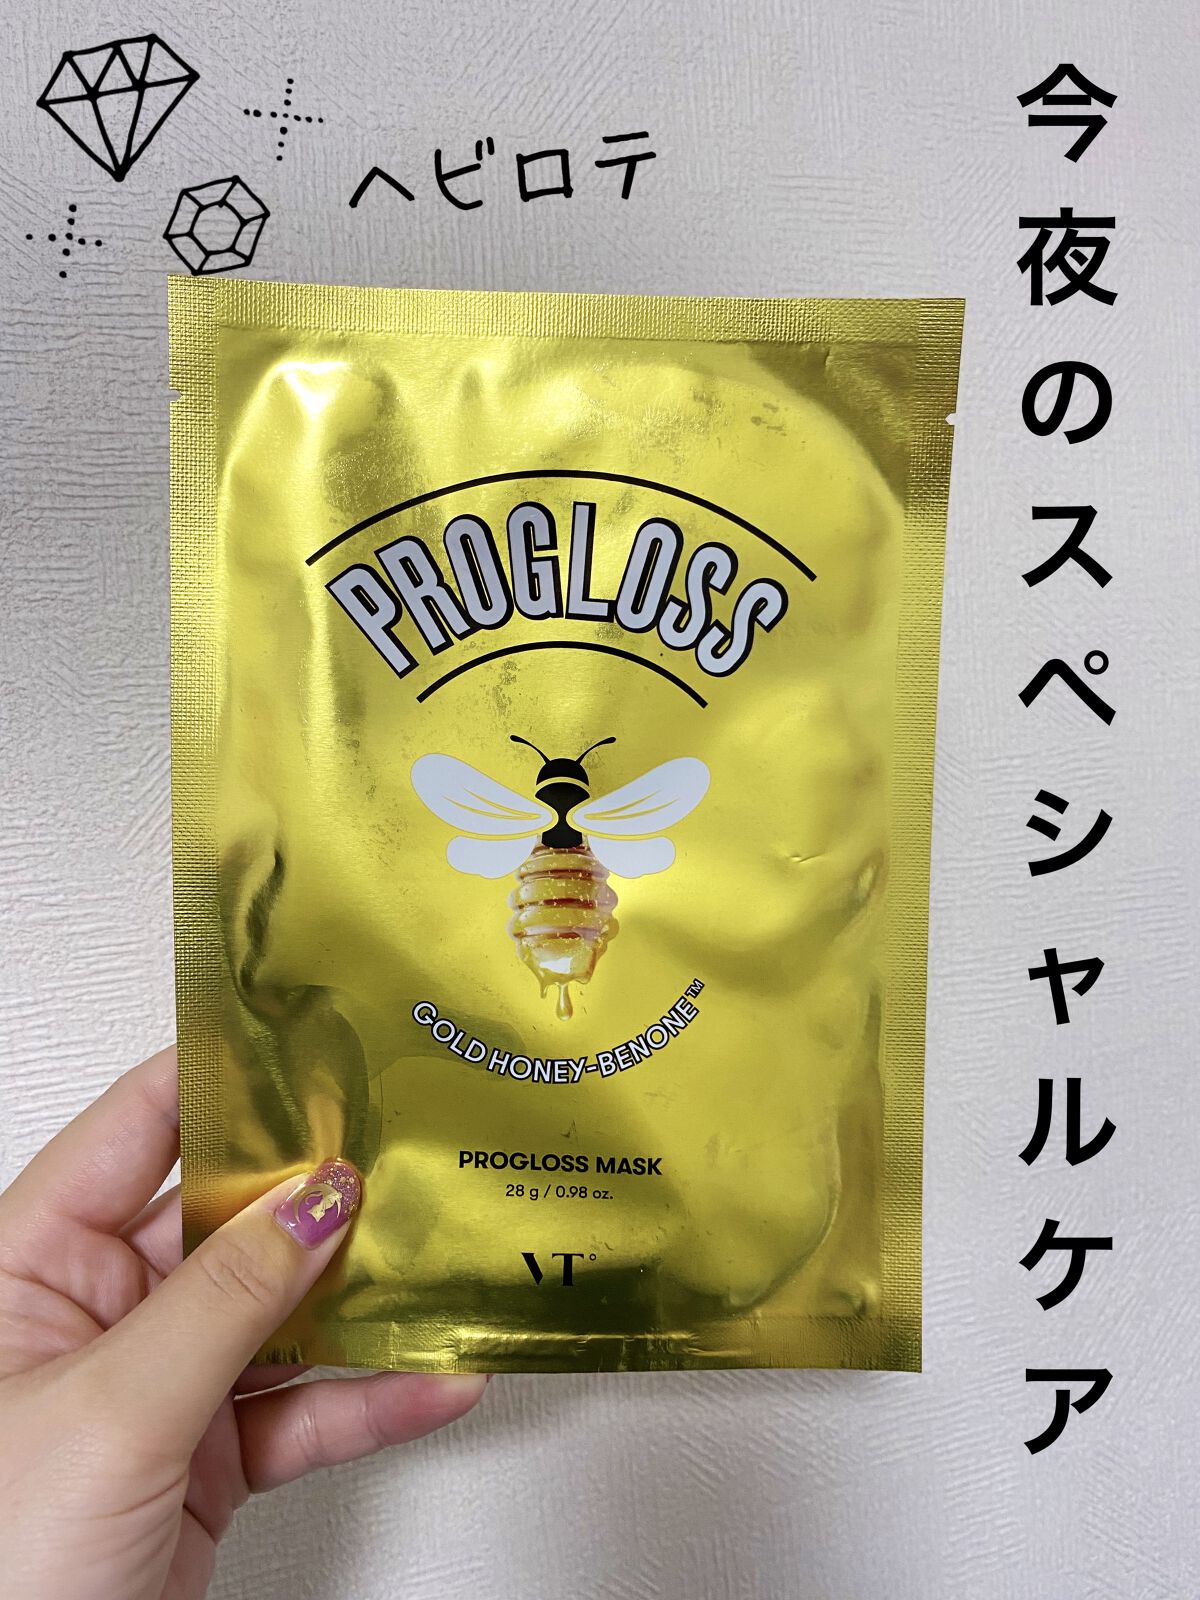 ヘビロテ
今夜のスペシャルケア
PROGLOSS
GOLD HONEY-BENONE™
PROGLOSS MASK
28 g / 0.98 oz.
VT°